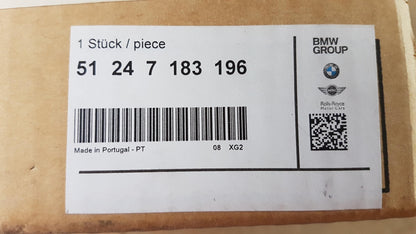 1 Stück / piece
51 24 7 183 196
Made in Portugal - PT 08 XG2
BMW
GROUP
Rolls-Royce
Motor Cars